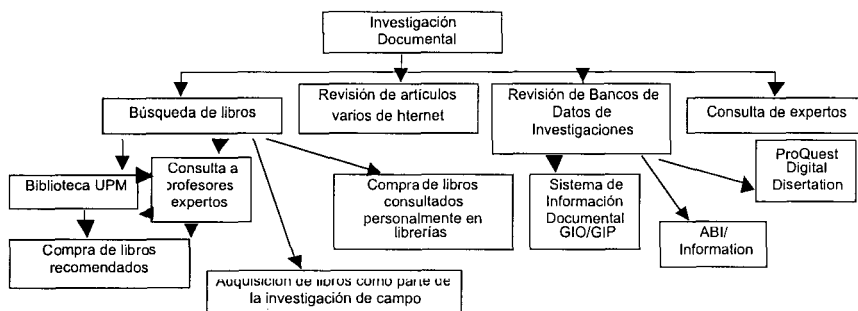 Investigación
Documental
Búsqueda de libros
Revisión de artículos
varios de Internet
Revisión de Bancos de
Datos de
Investigaciones
Consulta de expertos
Biblioteca UPM
Consulta a
profesores
expertos
Compra de libros
consultados
personalmente en
librerías
Sistema de
Información
Documental
GIO/GIP
ProQuest
Digital
Disertation
ABI/
Information
Compra de libros
recomendados
Adquisición de libros como parte de
la investigación de campo